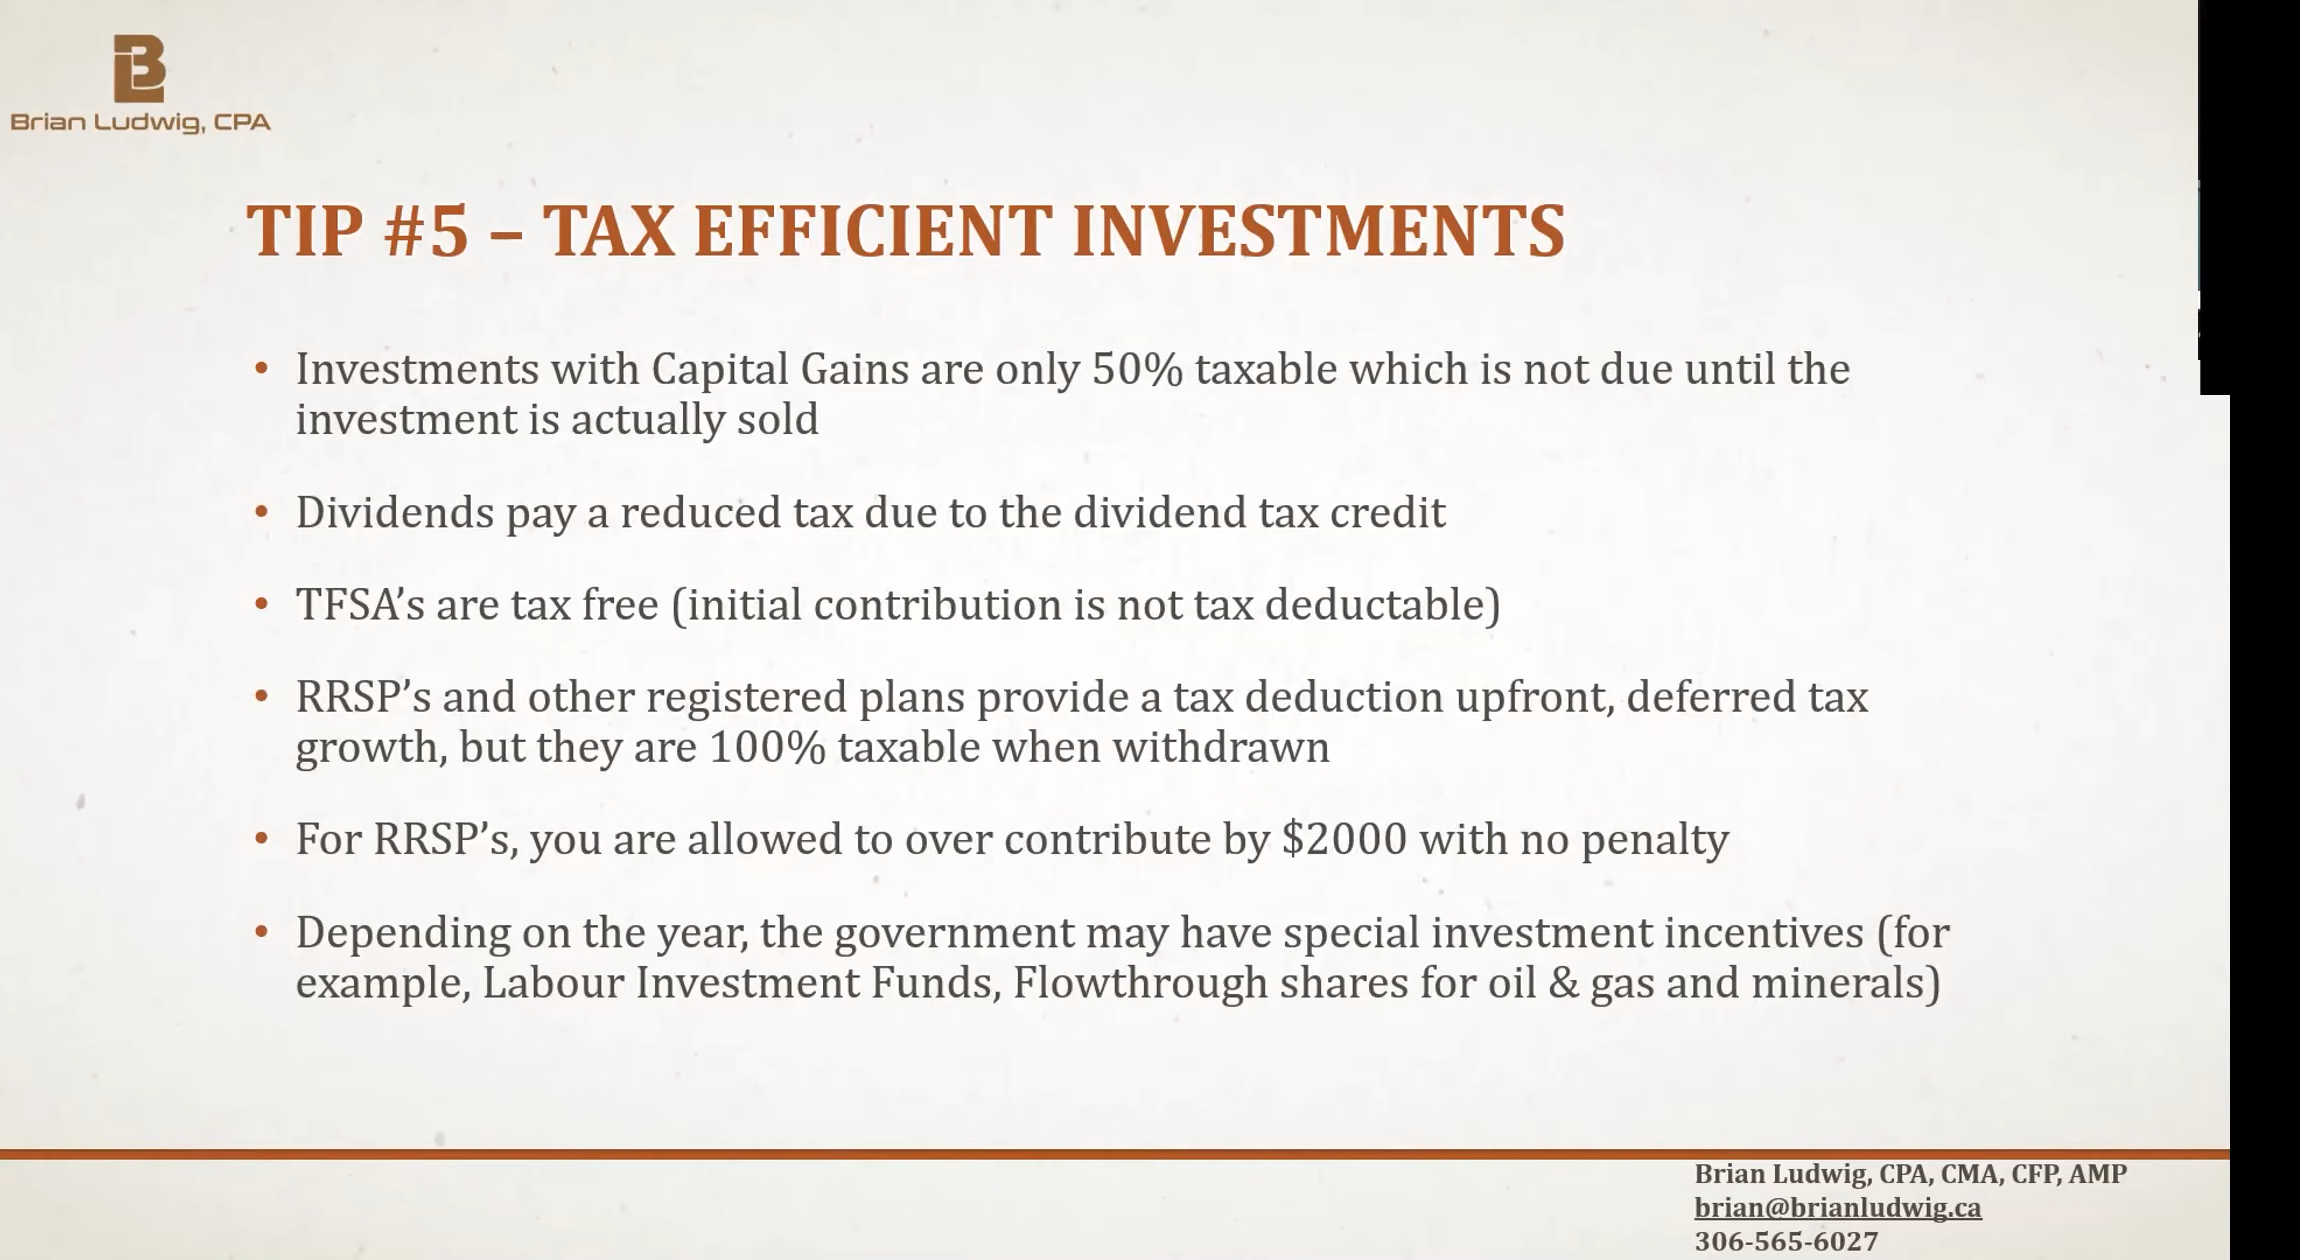 Brian Ludwig, CPA
TIP #5 – TAX EFFICIENT INVESTMENTS
• Investments with Capital Gains are only 50% taxable which is not due until the
investment is actually sold
• Dividends pay a reduced tax due to the dividend tax credit
• TFSA’s are tax free (initial contribution is not tax deductable)
• RRSP’s and other registered plans provide a tax deduction upfront, deferred tax
growth, but they are 100% taxable when withdrawn
• For RRSP’s, you are allowed to over contribute by $2000 with no penalty
• Depending on the year, the government may have special investment incentives (for
example, Labour Investment Funds, Flowthrough shares for oil & gas and minerals)
Brian Ludwig, CPA, CMA, CFP, AMP
brian@brianludwig.ca
306-565-6027